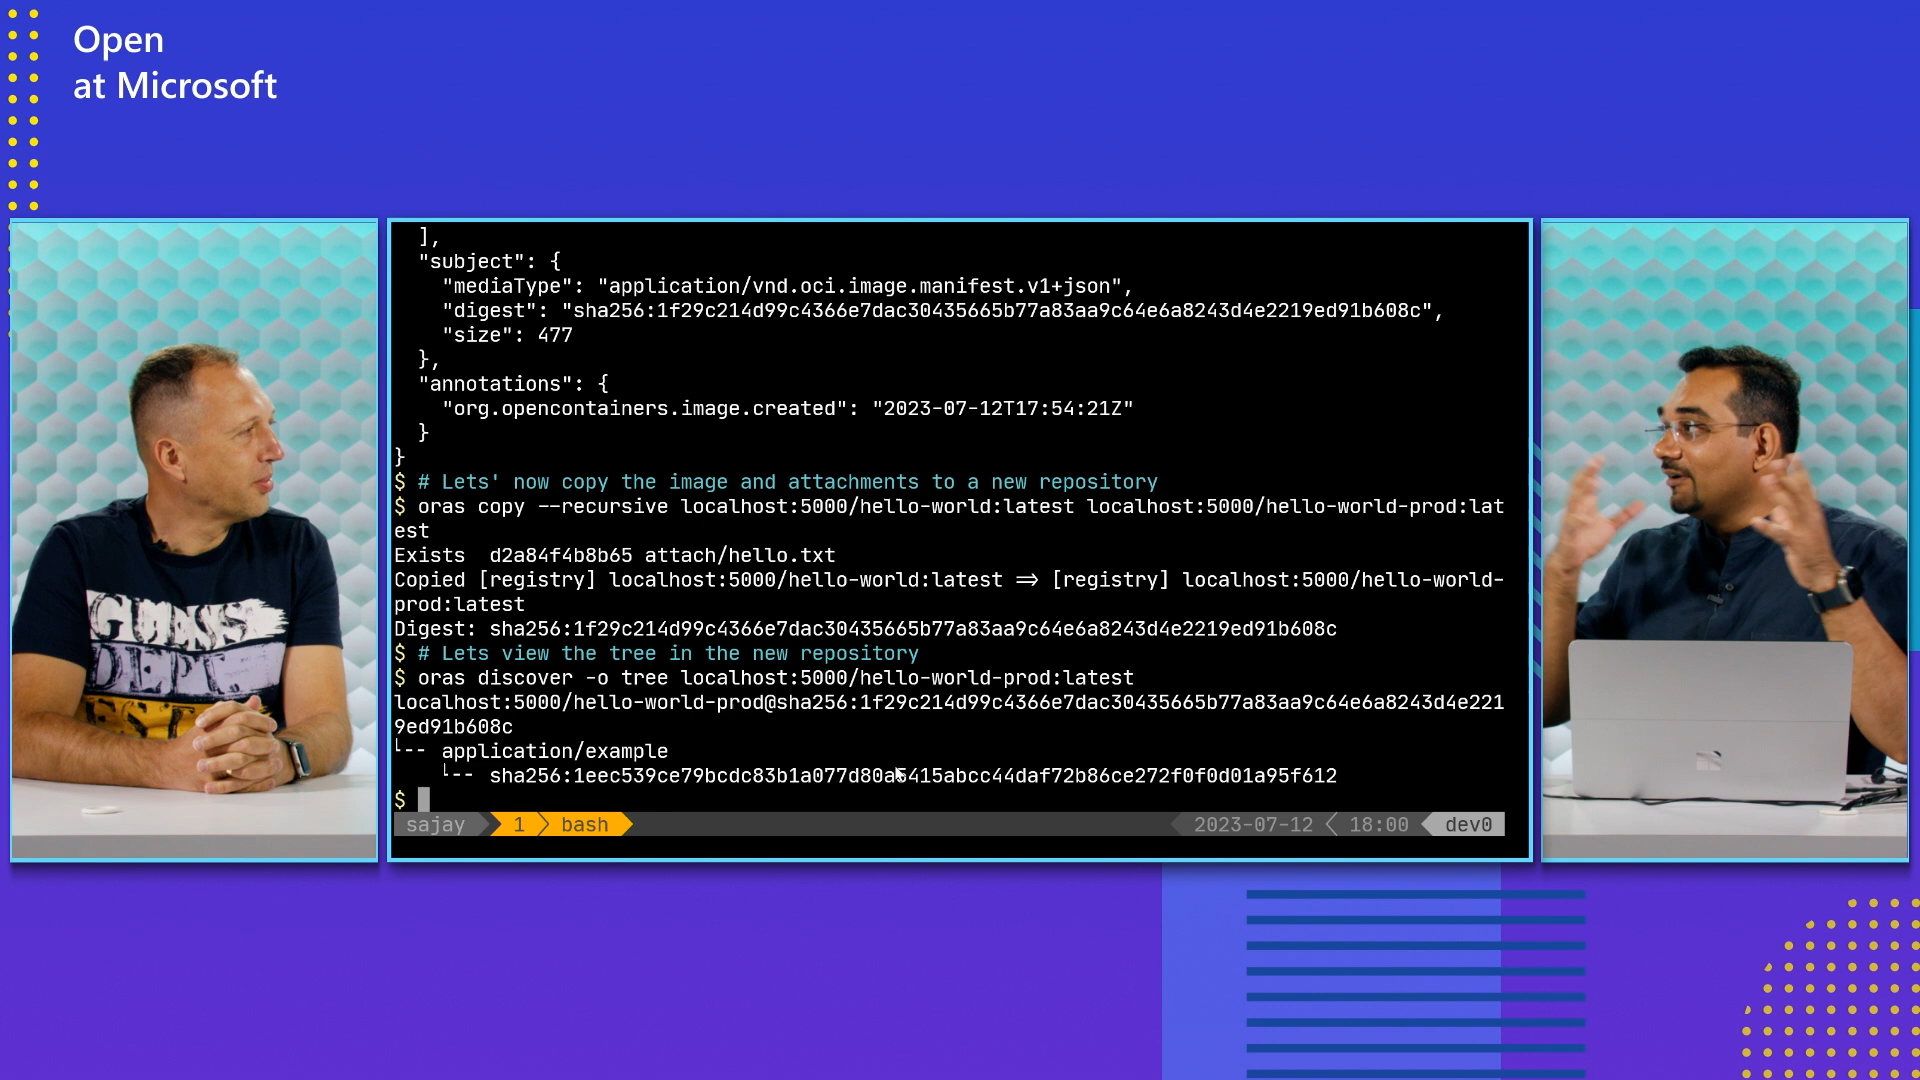 Open
at Microsoft
],
"subject": {
"mediaType": "application/vnd.oci.image.manifest.v1+json",
"digest": "sha256:1f29c214d99c4366e7dac30435665b77a83aa9c64e6a8243d4e2219ed91b608c",
"size": 477
},
"annotations": {
"org.opencontainers.image.created": "2023-07-12T17:54:21Z"
}
}
$ # Lets' now copy the image and attachments to a new repository
$ oras copy --recursive localhost:5000/hello-world:latest localhost:5000/hello-world-prod:lat
est
Exists  d2a84f4b8b65 attach/hello.txt
Copied [registry] localhost:5000/hello-world:latest => [registry] localhost:5000/hello-world-
prod:latest
Digest: sha256:1f29c214d99c4366e7dac30435665b77a83aa9c64e6a8243d4e2219ed91b608c
$ # Lets view the tree in the new repository
$ oras discover -o tree localhost:5000/hello-world-prod:latest
localhost:5000/hello-world-prod@sha256:1f29c214d99c4366e7dac30435665b77a83aa9c64e6a8243d4e221
9ed91b608c
└── application/example
└── sha256:1eec539ce79bcdc83b1a077d80a5415abcc44daf72b86ce272f0f0d01a95f612
$
sajay 1 bash 2023-07-12 18:00 dev0